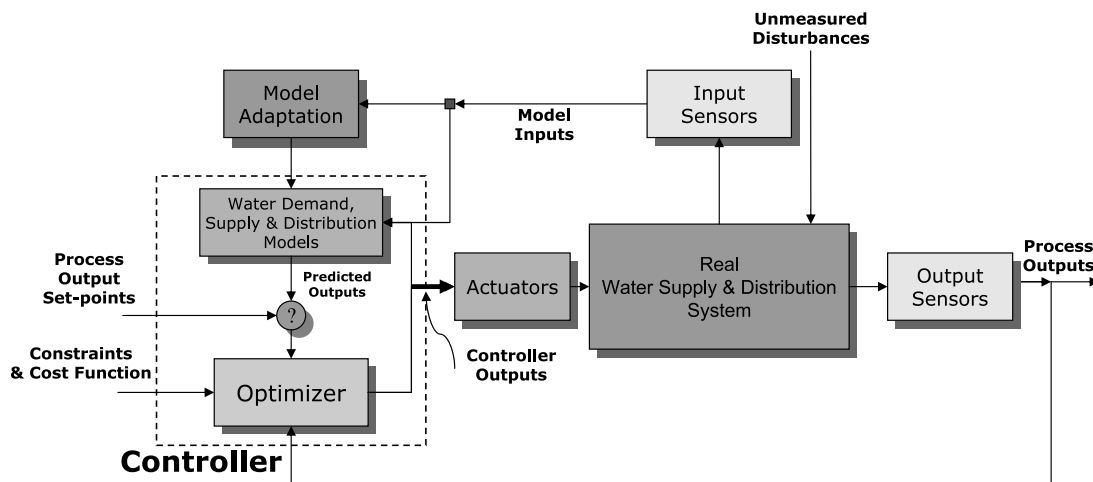 Unmeasured
Disturbances
Model
Adaptation
Model
Inputs
Input
Sensors
Water Demand,
Supply & Distribution
Models
Process
Output
Set-points
Predicted
Outputs
?
Actuators
Real
Water Supply & Distribution
System
Output
Sensors
Process
Outputs
Constraints
& Cost Function
Optimizer
Controller
Outputs
Controller